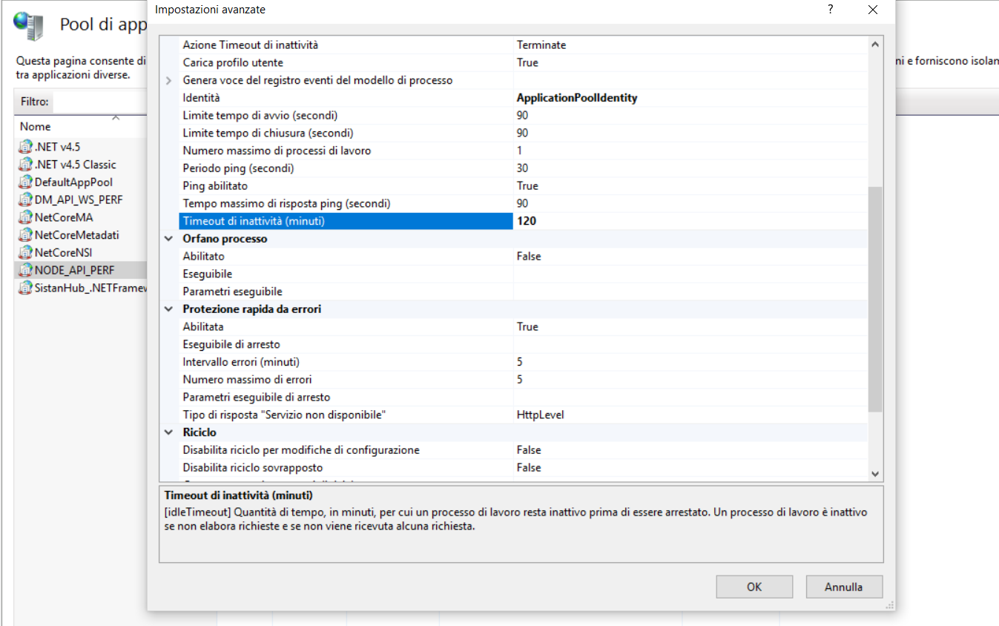 Impostazioni avanzate
?
Pool di app
Questa pagina consente di
ni e forniscono isolan
tra applicazioni diverse.
Filtro:
Nome
.NET v4.5
.NET v4.5 Classic
DefaultAppPool
DM_API_WS_PERF
NetCoreMA
NetCoreMetadati
NetCoreNSI
NODE_API_PERF
SistanHub_.NETFramew
Azione Timeout di inattività Terminate
Carica profilo utente True
Genera voce del registro eventi del modello di processo
Identità ApplicationPoolIdentity
Limite tempo di avvio (secondi) 90
Limite tempo di chiusura (secondi) 90
Numero massimo di processi di lavoro 1
Periodo ping (secondi) 30
Ping abilitato True
Tempo massimo di risposta ping (secondi) 90
Timeout di inattività (minuti) 120
Orfano processo
Abilitato False
Eseguibile
Parametri eseguibile
Protezione rapida da errori
Abilitata True
Eseguibile di arresto
Intervallo errori (minuti) 5
Numero massimo di errori 5
Parametri eseguibile di arresto
Tipo di risposta "Servizio non disponibile" HttpLevel
Riciclo
Disabilita riciclo per modifiche di configurazione False
Disabilita riciclo sovrapposto False
Timeout di inattività (minuti)
[idleTimeout] Quantità di tempo, in minuti, per cui un processo di lavoro resta inattivo prima di essere arrestato. Un processo di lavoro è inattivo
se non elabora richieste e se non viene ricevuta alcuna richiesta.
OK
Annulla